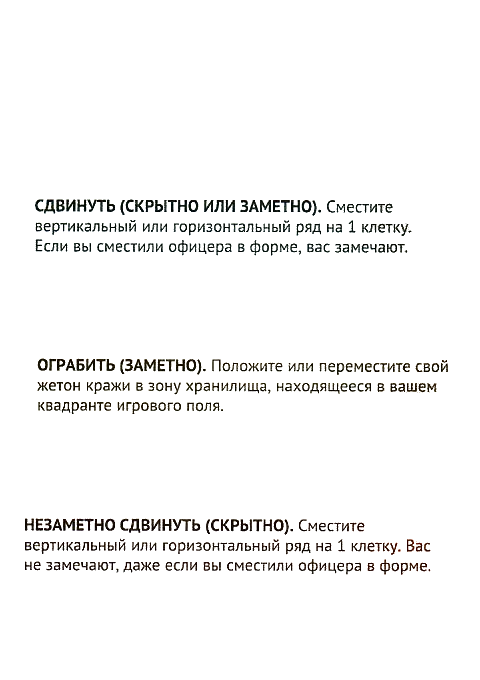 СДВИНУТЬ (СКРЫТНО ИЛИ ЗАМЕТНО). Сместите
вертикальный или горизонтальный ряд на 1 клетку.
Если вы сместили офицера в форме, вас замечают.
ОГРАБИТЬ (ЗАМЕТНО). Положите или переместите свой
жетон кражи в зону хранилища, находящееся в вашем
квадранте игрового поля.
НЕЗАМЕТНО СДВИНУТЬ (СКРЫТНО). Сместите
вертикальный или горизонтальный ряд на 1 клетку. Вас
не замечают, даже если вы сместили офицера в форме.